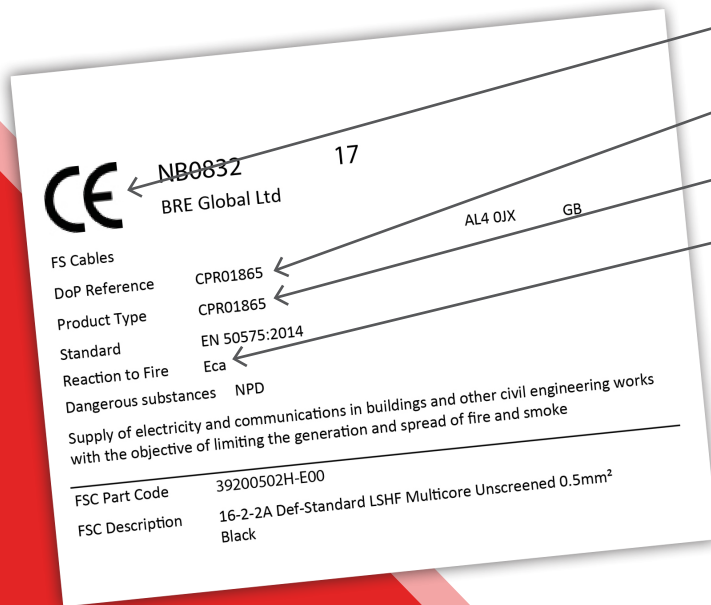 CE NB0832 17
BRE Global Ltd
AL4 0JX GB
FS Cables
DoP Reference CPR01865
Product Type CPR01865
Standard EN 50575:2014
Reaction to Fire Eca
Dangerous substances NPD
Supply of electricity and communications in buildings and other civil engineering works
with the objective of limiting the generation and spread of fire and smoke
FSC Part Code 39200502H-E00
FSC Description 16-2-2A Def-Standard LSHF Multicore Unscreened 0.5mm²
Black